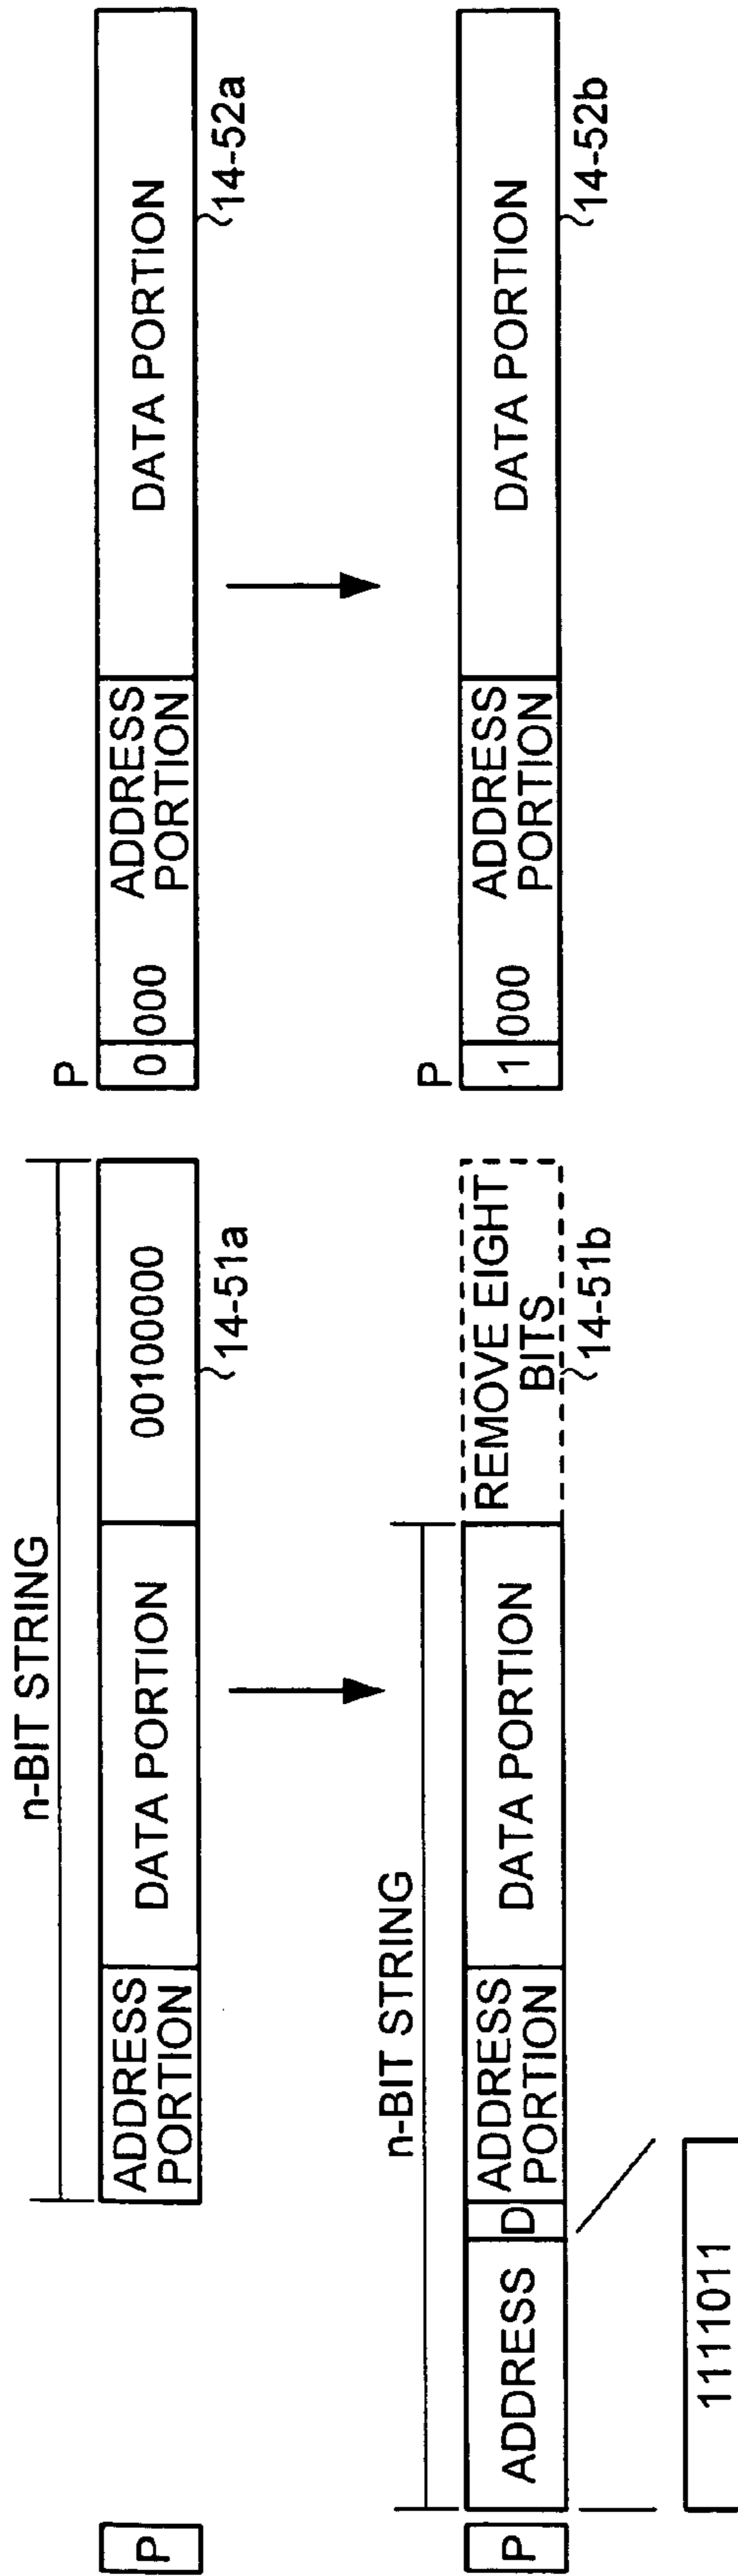 n-BIT STRING
P
ADDRESS
PORTION
DATA PORTION
00100000
14-51a
n-BIT STRING
P
ADDRESS
D
ADDRESS
PORTION
DATA PORTION
REMOVE EIGHT
BITS
14-51b
1111011
P
0
000
ADDRESS
PORTION
DATA PORTION
14-52a
P
1
000
ADDRESS
PORTION
DATA PORTION
14-52b